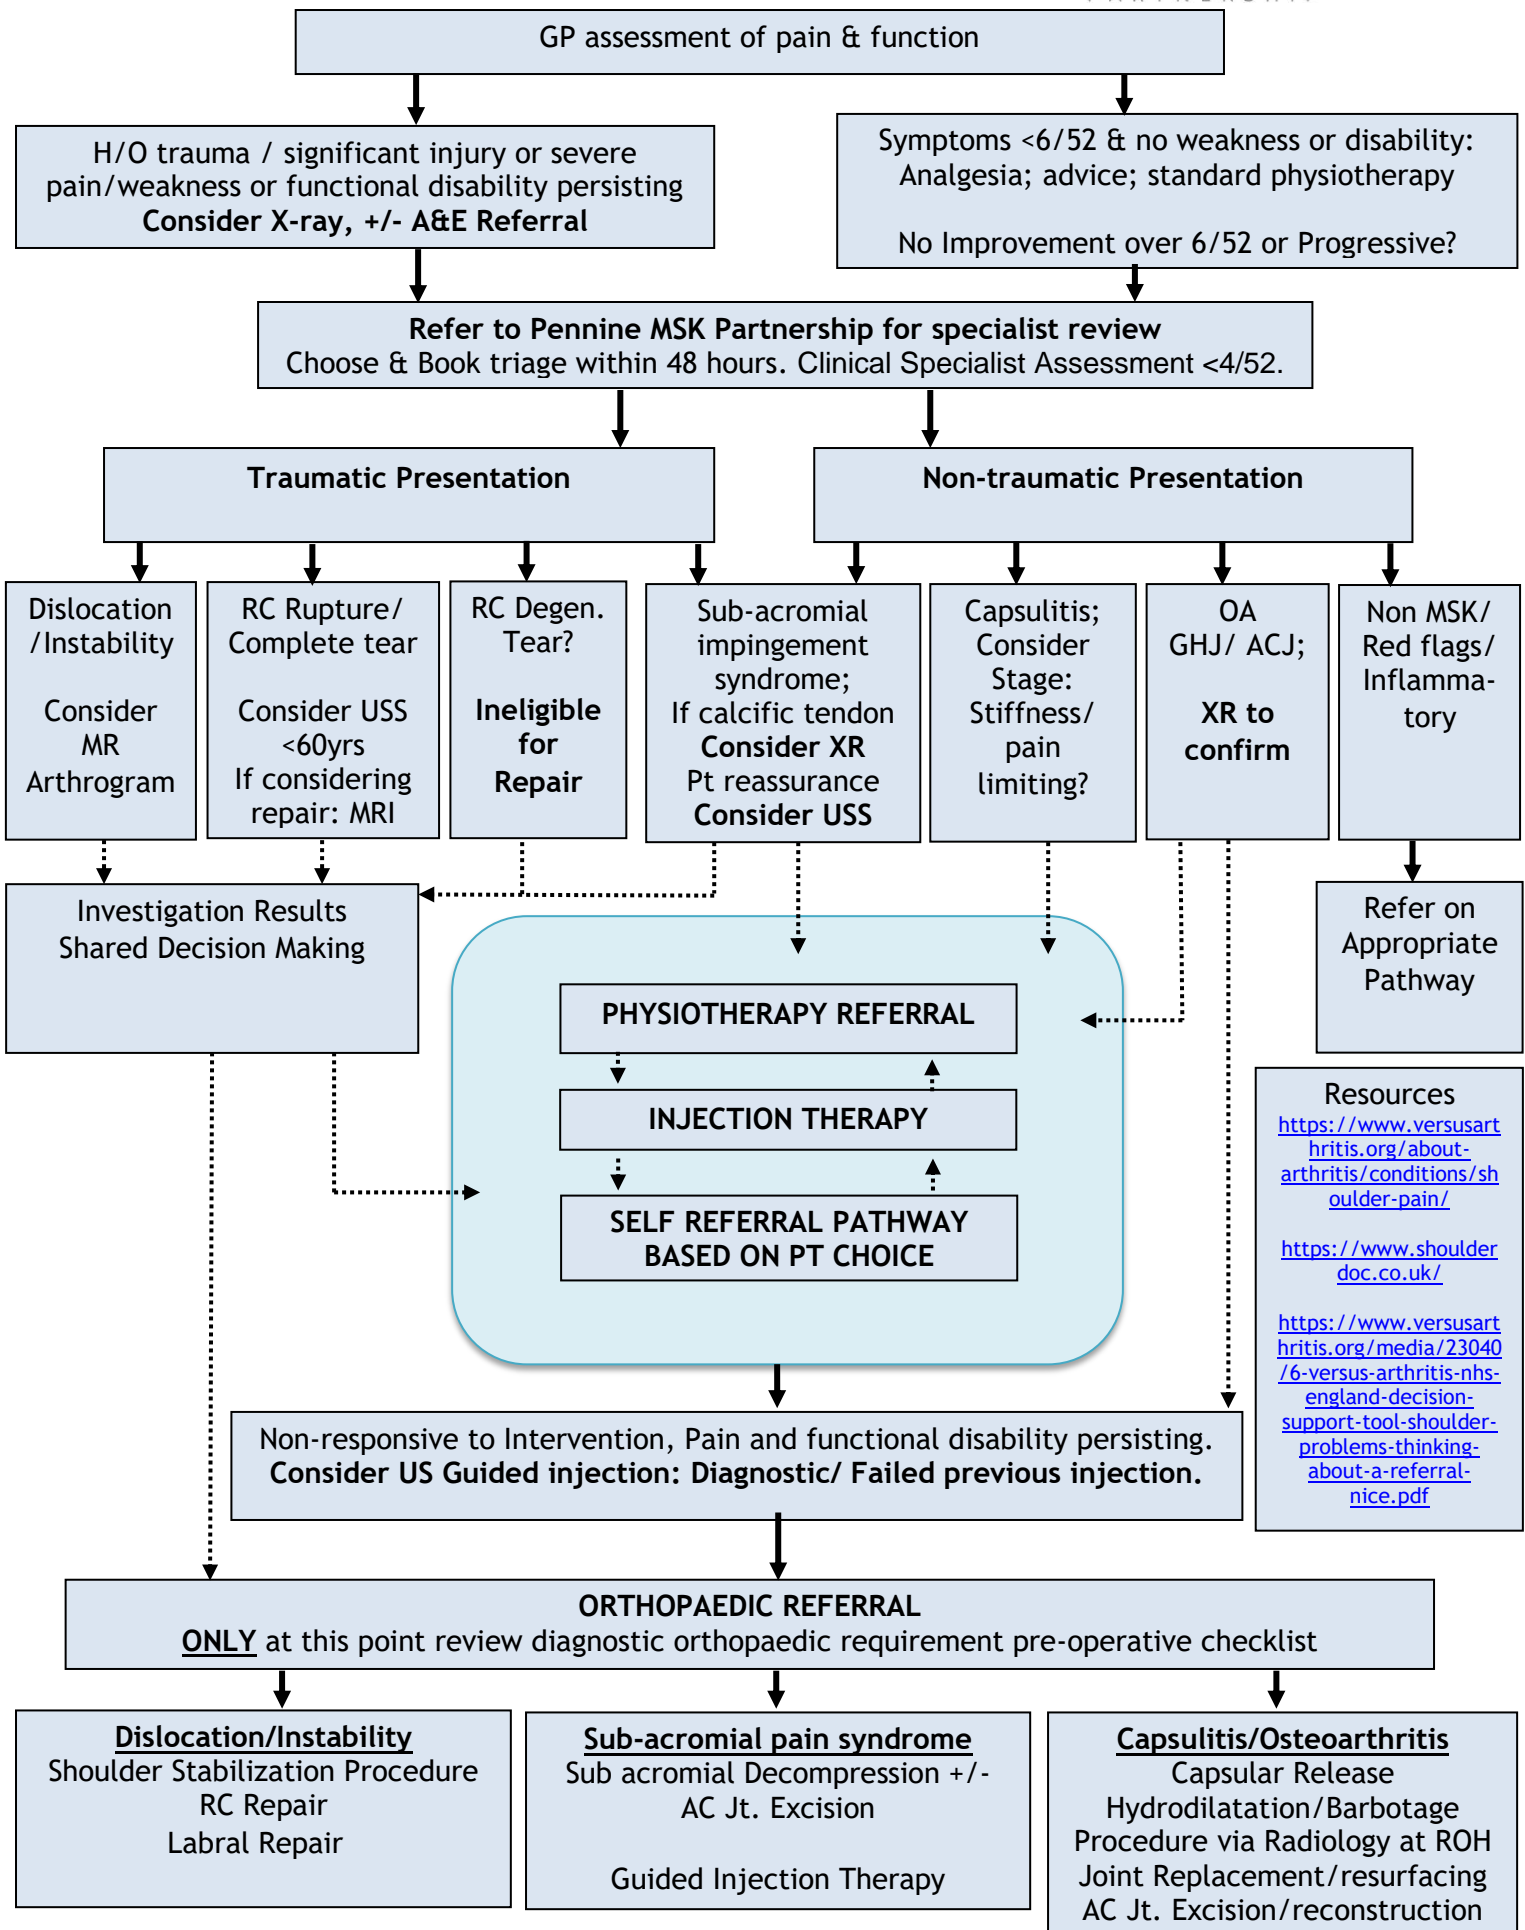 GP assessment of pain & function
H/O trauma / significant injury or severe
pain/weakness or functional disability persisting
Consider X-ray, +/- A&E Referral
Symptoms <6/52 & no weakness or disability:
Analgesia; advice; standard physiotherapy
No Improvement over 6/52 or Progressive?
Refer to Pennine MSK Partnership for specialist review
Choose & Book triage within 48 hours. Clinical Specialist Assessment <4/52.
Traumatic Presentation
Non-traumatic Presentation
Dislocation
/Instability
Consider
MR
Arthrogram
RC Rupture/
Complete tear
Consider USS
<60yrs
If considering
repair: MRI
RC Degen.
Tear?
Ineligible
for
Repair
Sub-acromial
impingement
syndrome;
If calcific tendon
Consider XR
Pt reassurance
Consider USS
Capsulitis;
Consider
Stage:
Stiffness/
pain
limiting?
OA
GHJ/ ACJ;
XR to
confirm
Non MSK/
Red flags/
Inflamma-
tory
Investigation Results
Shared Decision Making
Refer on
Appropriate
Pathway
PHYSIOTHERAPY REFERRAL
INJECTION THERAPY
SELF REFERRAL PATHWAY
BASED ON PT CHOICE
Resources
https://www.versusart
hritis.org/about-
arthritis/conditions/sh
oulder-pain/
https://www.shoulder
doc.co.uk/
https://www.versusart
hritis.org/media/23040
/6-versus-arthritis-nhs-
england-decision-
support-tool-shoulder-
problems-thinking-
about-a-referral-
nice.pdf
Non-responsive to Intervention, Pain and functional disability persisting.
Consider US Guided injection: Diagnostic/ Failed previous injection.
ORTHOPAEDIC REFERRAL
ONLY at this point review diagnostic orthopaedic requirement pre-operative checklist
Dislocation/Instability
Shoulder Stabilization Procedure
RC Repair
Labral Repair
Sub-acromial pain syndrome
Sub acromial Decompression +/-
AC Jt. Excision
Guided Injection Therapy
Capsulitis/Osteoarthritis
Capsular Release
Hydrodilatation/Barbotage
Procedure via Radiology at ROH
Joint Replacement/resurfacing
AC Jt. Excision/reconstruction